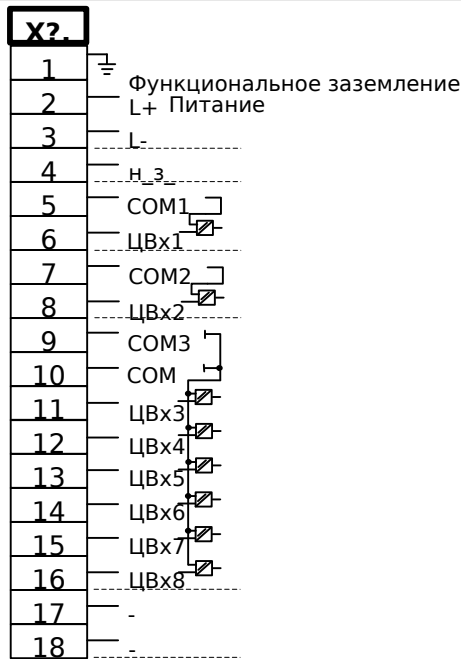 X?.
1
Функциональное заземление
2 L+ Питание
3 L-
4 н_з_
5 COM1
6 ЦВх1
7 COM2
8 ЦВх2
9 COM3
10 COM
11 ЦВх3
12 ЦВх4
13 ЦВх5
14 ЦВх6
15 ЦВх7
16 ЦВх8
17 -
18 -